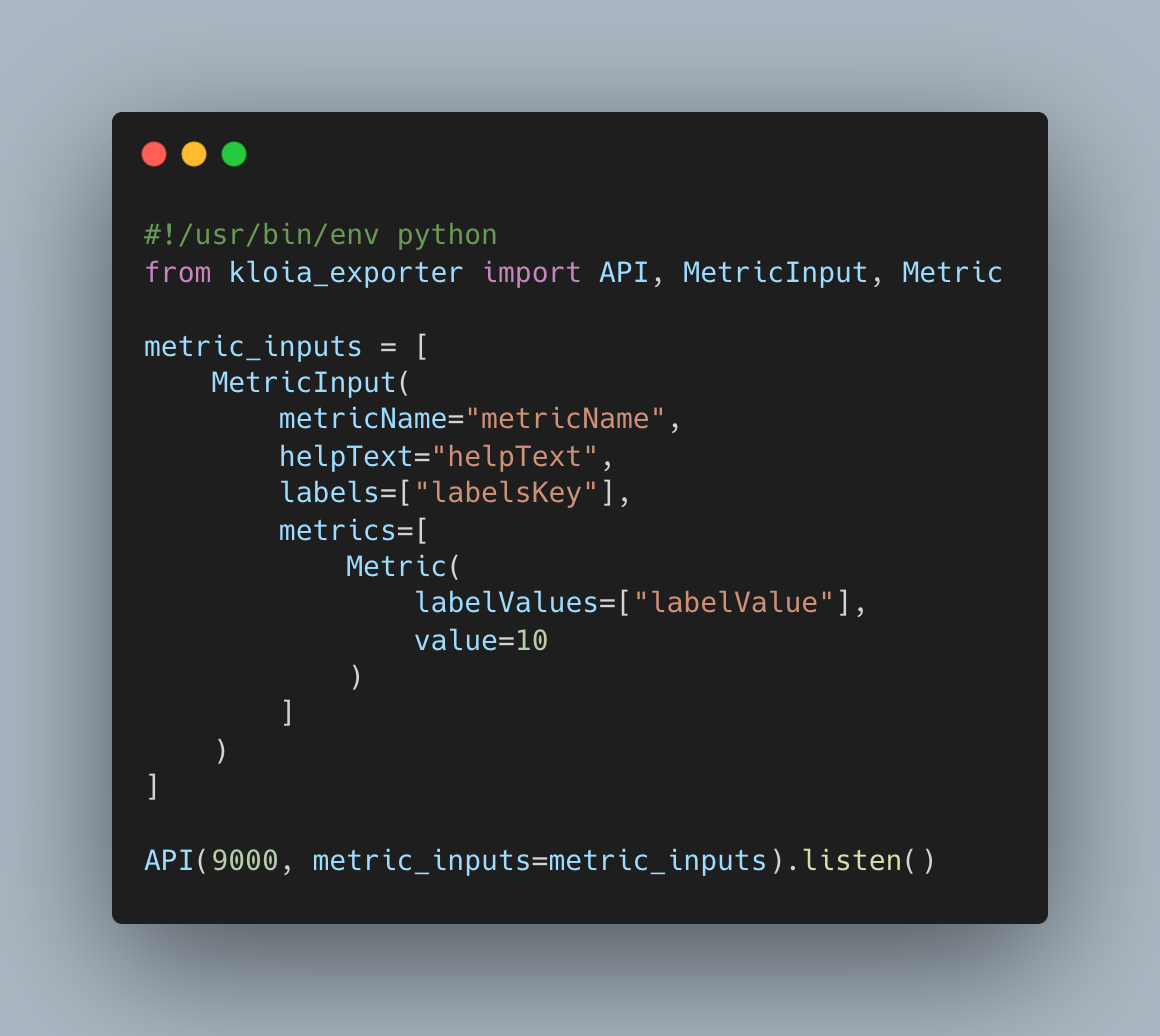 #!/usr/bin/env python
from kloia_exporter import API, MetricInput, Metric

metric_inputs = [
    MetricInput(
        metricName="metricName",
        helpText="helpText",
        labels=["labelsKey"],
        metrics=[
            Metric(
                labelValues=["labelValue"],
                value=10
            )
        ]
    )
]

API(9000, metric_inputs=metric_inputs).listen()